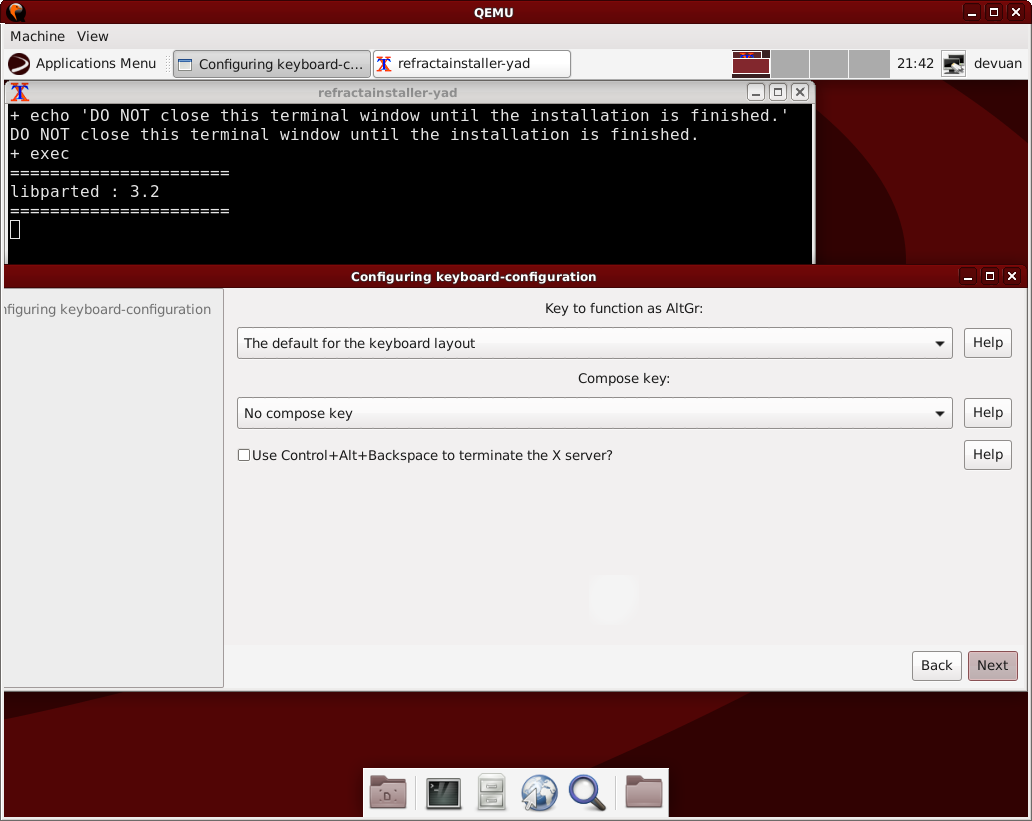 QEMU
Machine View
Applications Menu Configuring keyboard-c... refractainstaller-yad 21:42 devuan
refractainstaller-yad
+ echo 'DO NOT close this terminal window until the installation is finished.'
DO NOT close this terminal window until the installation is finished.
+ exec
======================
libparted : 3.2
======================
Configuring keyboard-configuration
nfiguring keyboard-configuration
Key to function as AltGr:
The default for the keyboard layout Help
Compose key:
No compose key Help
Use Control+Alt+Backspace to terminate the X server? Help
Back Next